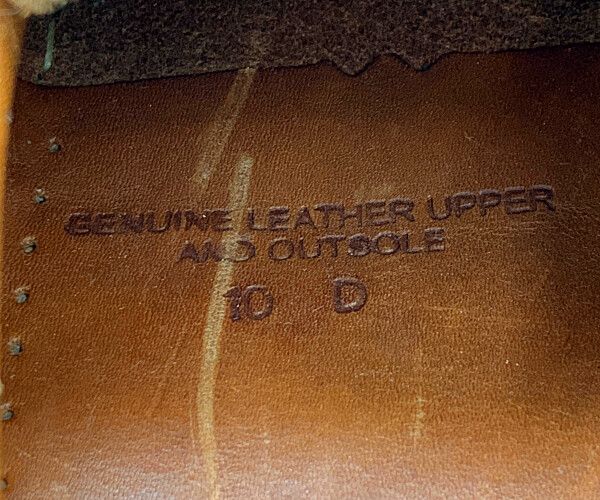 GENUINE LEATHER UPPER
AND OUTSOLE
10 D